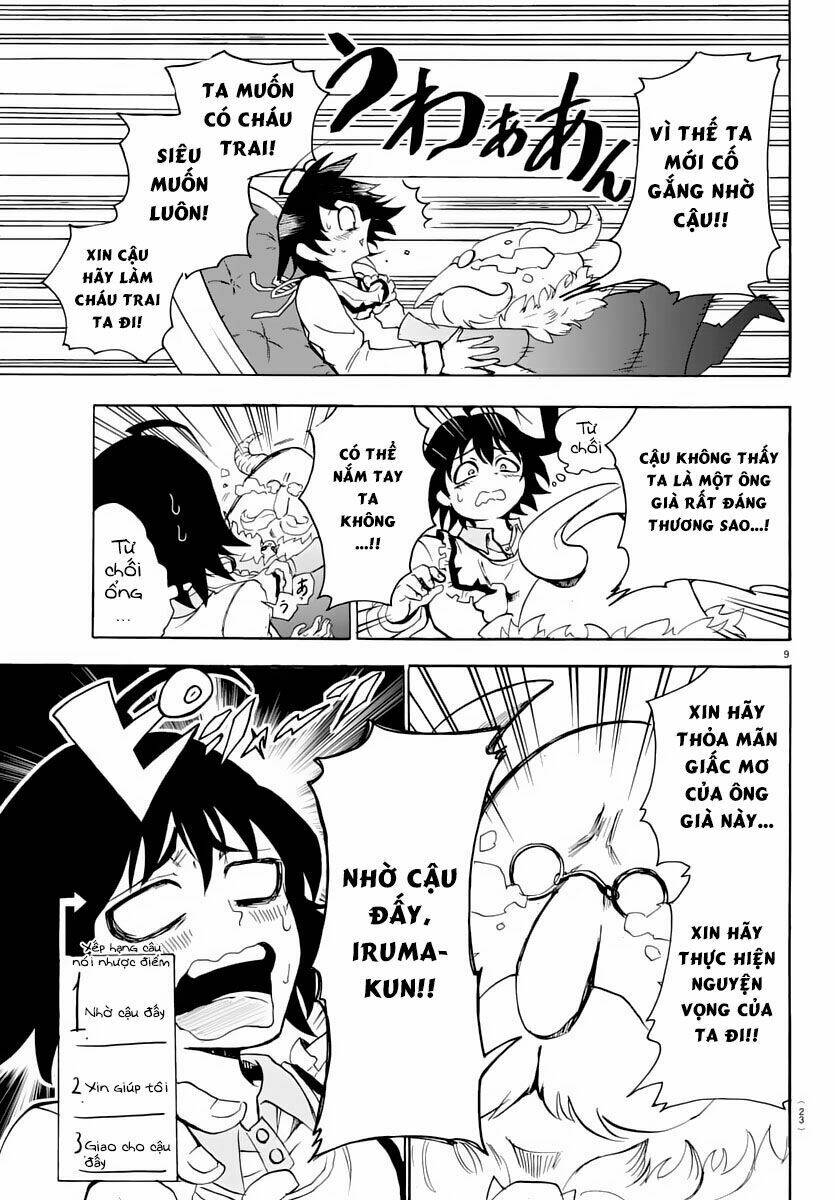 VÌ THẾ TA
MỚI CỐ
GẮNG NHỜ
CẬU!!
うわぁあん
TA MUỐN
CÓ CHÁU
TRAI!
SIÊU
MUỐN
LUÔN!
XIN CẬU
HÃY LÀM
CHÁU TRAI
TA ĐI!
CẬU KHÔNG THẤY
TA LÀ MỘT ÔNG
GIÀ RẤT ĐÁNG
THƯƠNG SAO...!
Từ
chối
CÓ THỂ
NẮM TAY
TA
KHÔNG
...!!
Từ
chối
ổng
...
あぅ
9
XIN HÃY
THỎA MÃN
GIẤC MƠ
CỦA ÔNG
GIÀ NÀY...
XIN HÃY
THỰC HIỆN
NGUYỆN
VỌNG CỦA
TA ĐI!!
NHỜ CẬU
ĐẤY,
IRUMA-
KUN!!
Xếp hạng câu
nói nhược điểm
1 Nhờ cậu đấy
2 Xin giúp tôi
3 Giao cho cậu
đấy
23